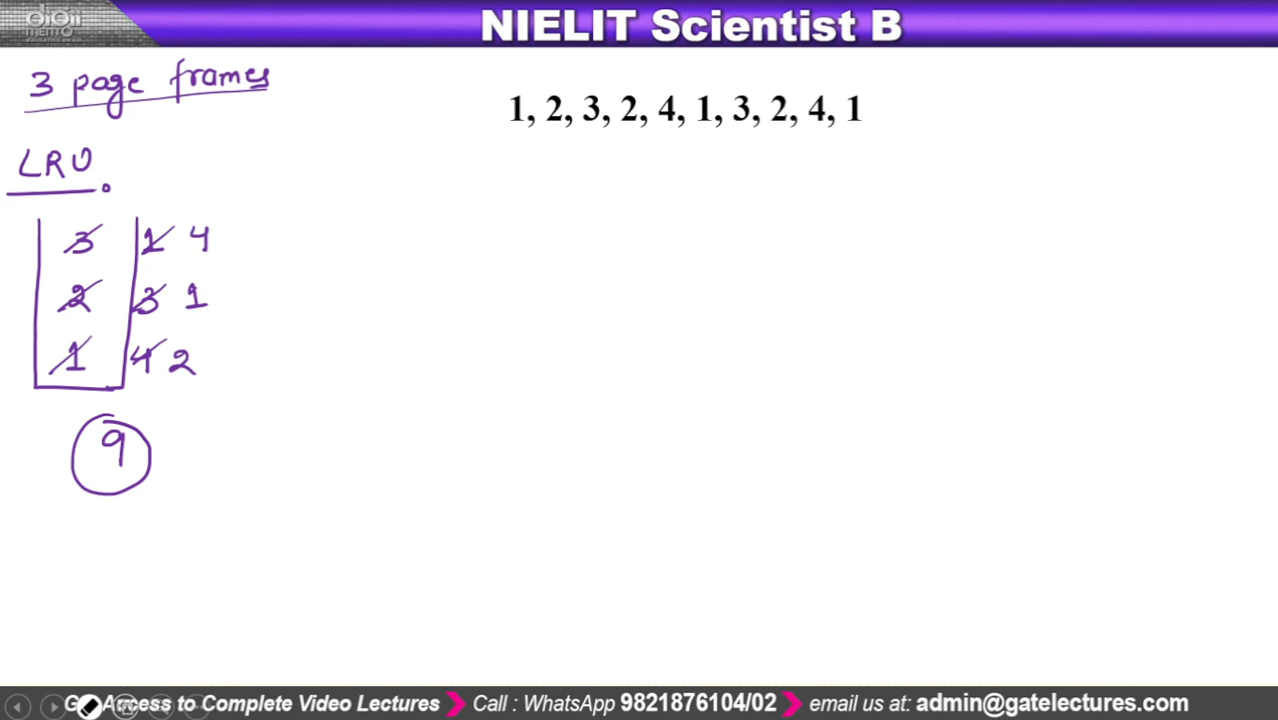 digii
mento
NIELIT Scientist B
3 page frames
1, 2, 3, 2, 4, 1, 3, 2, 4, 1
LRU
3 1 4
2 3 1
1 4 2
9
Access to Complete Video Lectures Call : WhatsApp 9821876104/02 email us at: admin@gatelectures.com